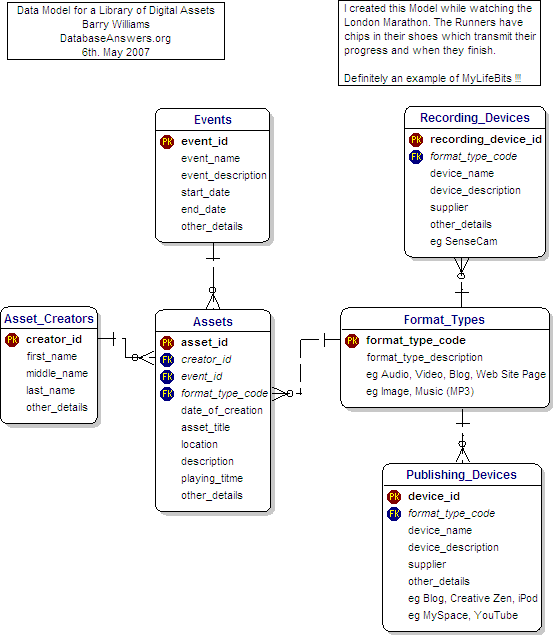 Data Model for a Library of Digital Assets
Barry Williams
DatabaseAnswers.org
6th. May 2007
I created this Model while watching the
London Marathon. The Runners have
chips in their shoes which transmit their
progress and when they finish.
Definitely an example of MyLifeBits
Events
Pk event_id
event_name
event_description
start_date
end_date
other_details
Recording_Devices
Pk recording_device_id
Fk format_type_code
device_name
device_description
supplier
other_details
eg SenseCam
Asset_Creators
Pk creator_id
first_name
middle_name
last_name
other_details
Assets
Pk asset_id
Fk creator_id
Fk event_id
Fk format_type_code
date_of_creation
asset_title
location
description
playing_titme
other_details
Format_Types
Pk format_type_code
format_type_description
eg Audio, Video, Blog, Web Site Page
eg Image, Music (MP3)
Publishing_Devices
Pk device_id
Fk format_type_code
device_name
device_description
supplier
other_details
eg Blog, Creative Zen, iPod
eg MySpace, YouTube